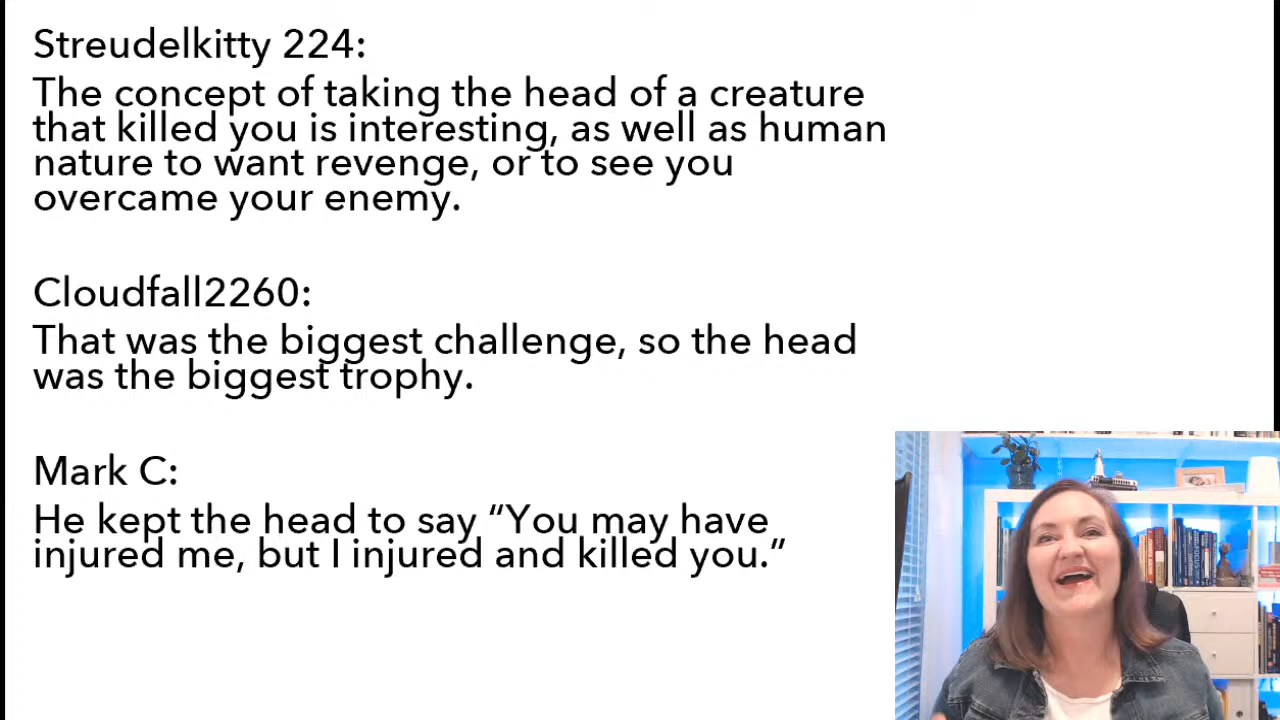 Streudelkitty 224:
The concept of taking the head of a creature
that killed you is interesting, as well as human
nature to want revenge, or to see you
overcame your enemy.
Cloudfall2260:
That was the biggest challenge, so the head
was the biggest trophy.
Mark C:
He kept the head to say “You may have
injured me, but I injured and killed you.”